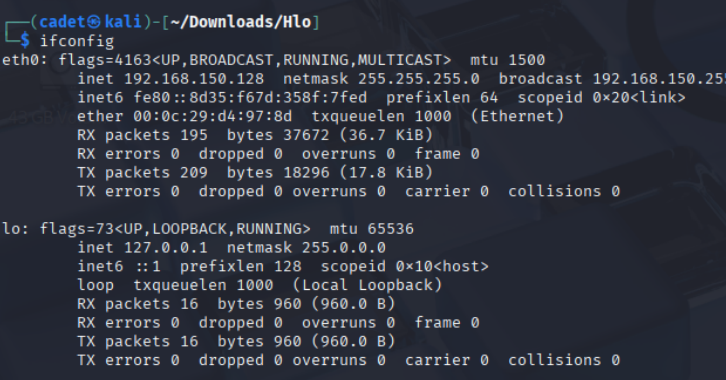 ┌──(cadet㉿kali)-[~/Downloads/Hlo]
└─$ ifconfig
eth0: flags=4163<UP,BROADCAST,RUNNING,MULTICAST>  mtu 1500
        inet 192.168.150.128  netmask 255.255.255.0  broadcast 192.168.150.255
        inet6 fe80::8d35:f67d:358f:7fed  prefixlen 64  scopeid 0×20<link>
        ether 00:0c:29:d4:97:8d  txqueuelen 1000  (Ethernet)
        RX packets 195  bytes 37672 (36.7 KiB)
        RX errors 0  dropped 0  overruns 0  frame 0
        TX packets 209  bytes 18296 (17.8 KiB)
        TX errors 0  dropped 0 overruns 0  carrier 0  collisions 0

lo: flags=73<UP,LOOPBACK,RUNNING>  mtu 65536
        inet 127.0.0.1  netmask 255.0.0.0
        inet6 ::1  prefixlen 128  scopeid 0×10<host>
        loop  txqueuelen 1000  (Local Loopback)
        RX packets 16  bytes 960 (960.0 B)
        RX errors 0  dropped 0  overruns 0  frame 0
        TX packets 16  bytes 960 (960.0 B)
        TX errors 0  dropped 0 overruns 0  carrier 0  collisions 0